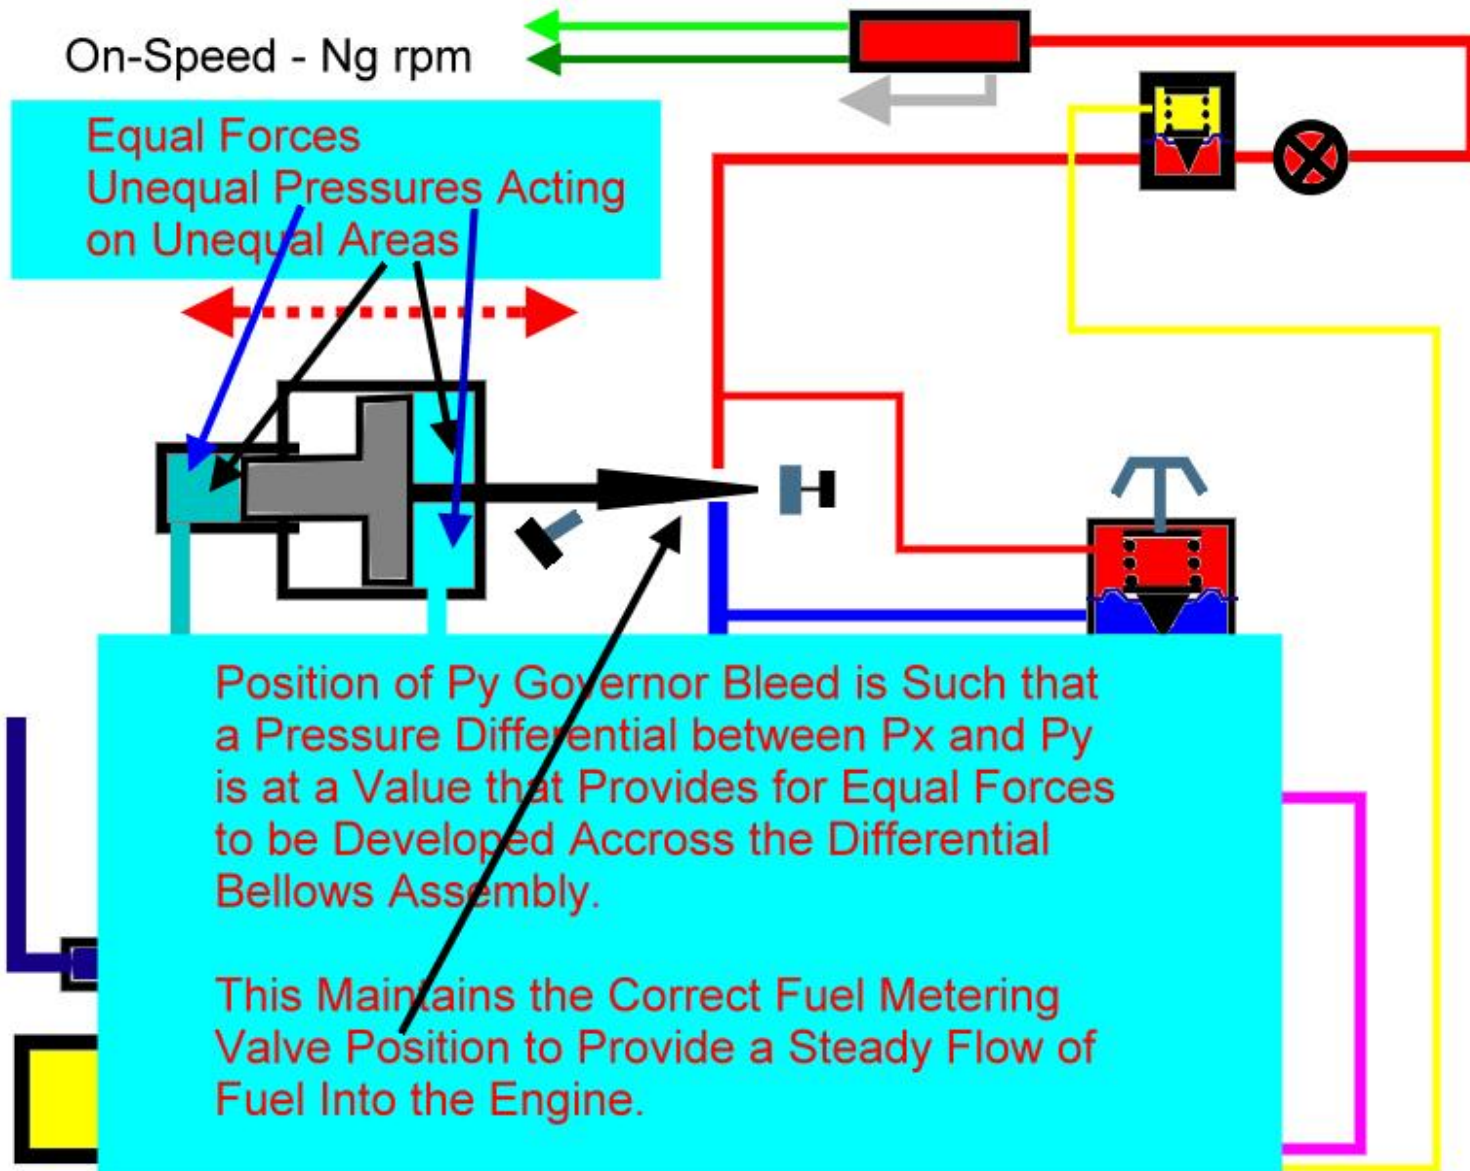 On-Speed - Ng rpm
Equal Forces
Unequal Pressures Acting
on Unequal Areas
Position of Py Governor Bleed is Such that
a Pressure Differential between Px and Py
is at a Value that Provides for Equal Forces
to be Developed Accross the Differential
Bellows Assembly.
This Maintains the Correct Fuel Metering
Valve Position to Provide a Steady Flow of
Fuel Into the Engine.